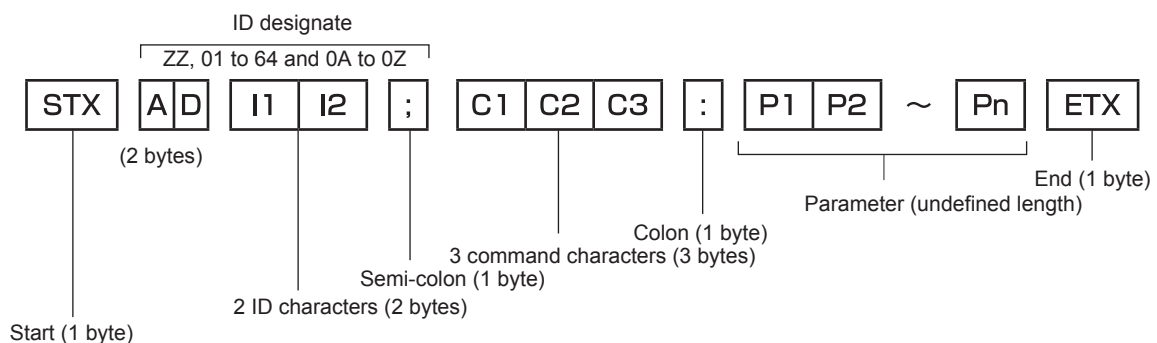 ID designate
ZZ, 01 to 64 and 0A to 0Z
STX A D I1 I2 ; C1 C2 C3 : P1 P2 ~ Pn ETX
(2 bytes)
End (1 byte)
Parameter (undefined length)
Colon (1 byte)
3 command characters (3 bytes)
Semi-colon (1 byte)
2 ID characters (2 bytes)
Start (1 byte)